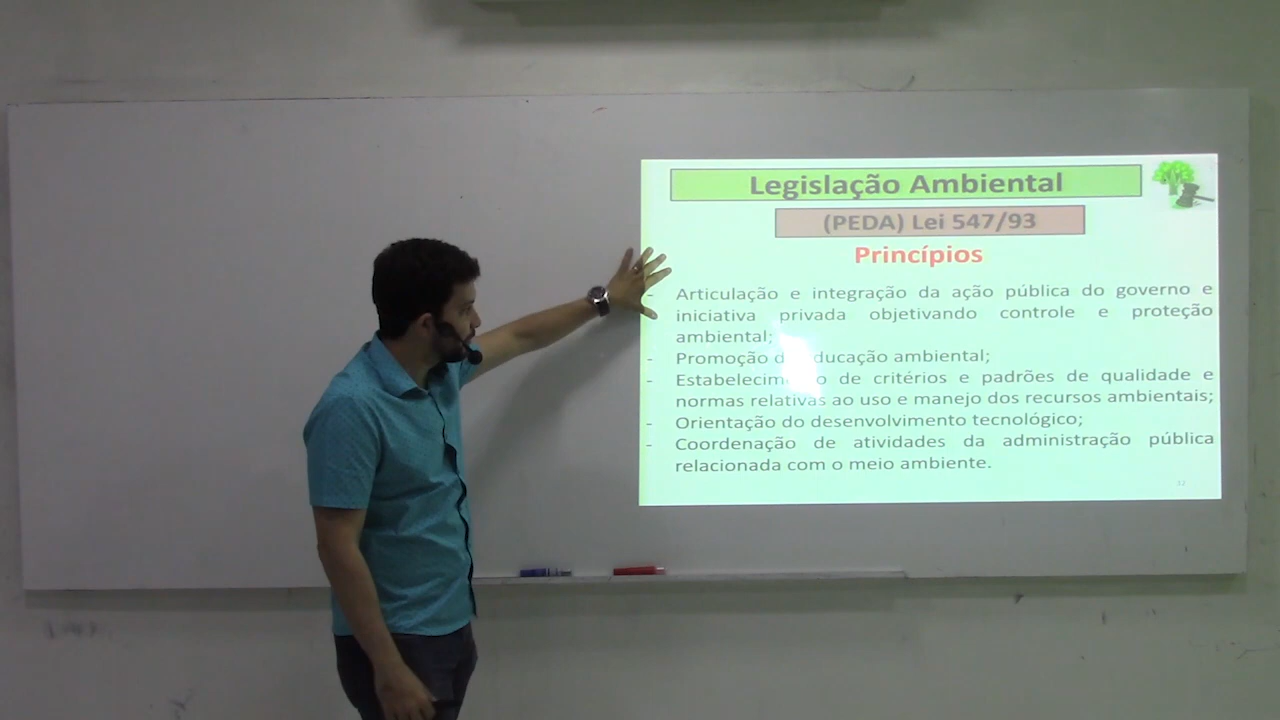 Legislação Ambiental
(PEDA) Lei 547/93
Princípios
- Articulação e integração da ação pública do governo e
iniciativa privada objetivando controle e proteção
ambiental;
- Promoção educação ambiental;
- Estabelecimento de critérios e padrões de qualidade e
normas relativas ao uso e manejo dos recursos ambientais;
- Orientação do desenvolvimento tecnológico;
- Coordenação de atividades da administração pública
relacionada com o meio ambiente.